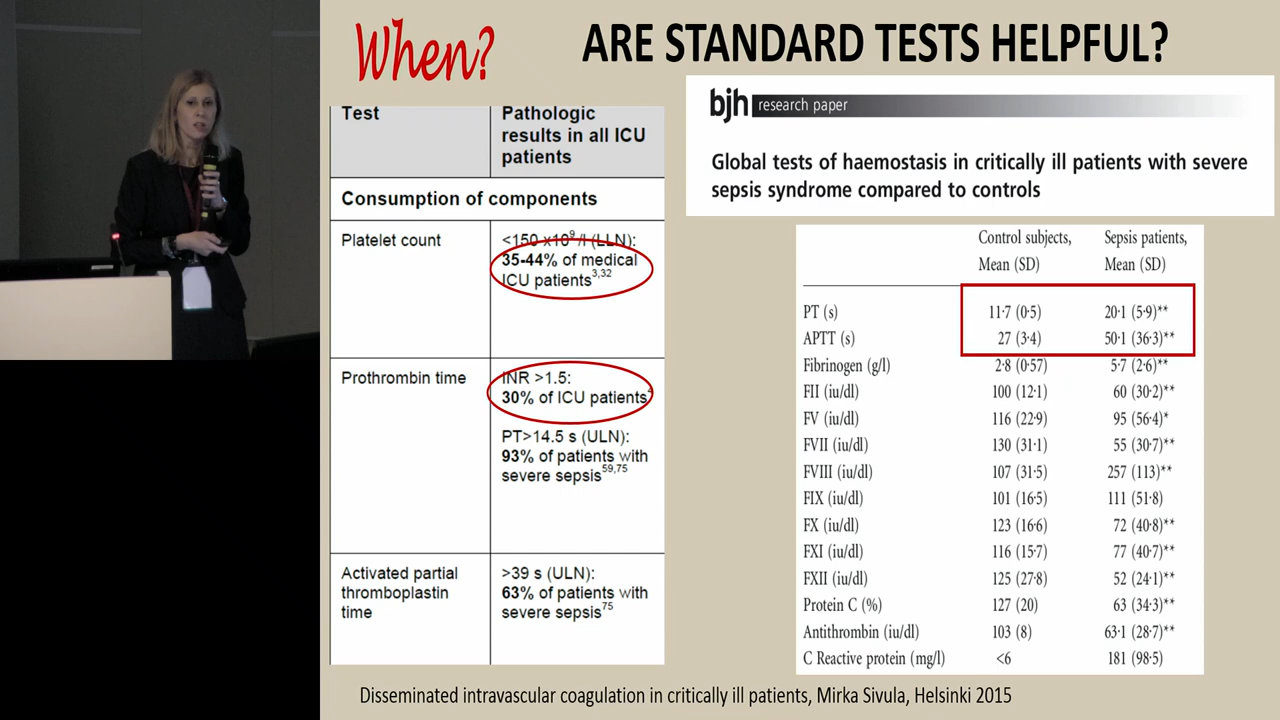 When?
ARE STANDARD TESTS HELPFUL?
Test
Pathologic
results in all ICU
patients
Consumption of components
Platelet count
<150 x10⁹ /l (LLN):
35-44% of medical
ICU patients³,³²
Prothrombin time
INR >1.5:
30% of ICU patients
PT>14.5 s (ULN):
93% of patients with
severe sepsis⁵⁹,⁷⁵
Activated partial
thromboplastin
time
>39 s (ULN):
63% of patients with
severe sepsis⁷⁵
bjh research paper
Global tests of haemostasis in critically ill patients with severe
sepsis syndrome compared to controls
Control subjects, Sepsis patients,
Mean (SD) Mean (SD)
PT (s) 11·7 (0·5) 20·1 (5·9)**
APTT (s) 27 (3·4) 50·1 (36·3)**
Fibrinogen (g/l) 2·8 (0·57) 5·7 (2·6)**
FII (iu/dl) 100 (12·1) 60 (30·2)**
FV (iu/dl) 116 (22·9) 95 (56·4)*
FVII (iu/dl) 130 (31·1) 55 (30·7)**
FVIII (iu/dl) 107 (31·5) 257 (113)**
FIX (iu/dl) 101 (16·5) 111 (51·8)
FX (iu/dl) 123 (16·6) 72 (40·8)**
FXI (iu/dl) 116 (15·7) 77 (40·7)**
FXII (iu/dl) 125 (27·8) 52 (24·1)**
Protein C (%) 127 (20) 63 (34·3)**
Antithrombin (iu/dl) 103 (8) 63·1 (28·7)**
C Reactive protein (mg/l) <6 181 (98·5)
Disseminated intravascular coagulation in critically ill patients, Mirka Sivula, Helsinki 2015